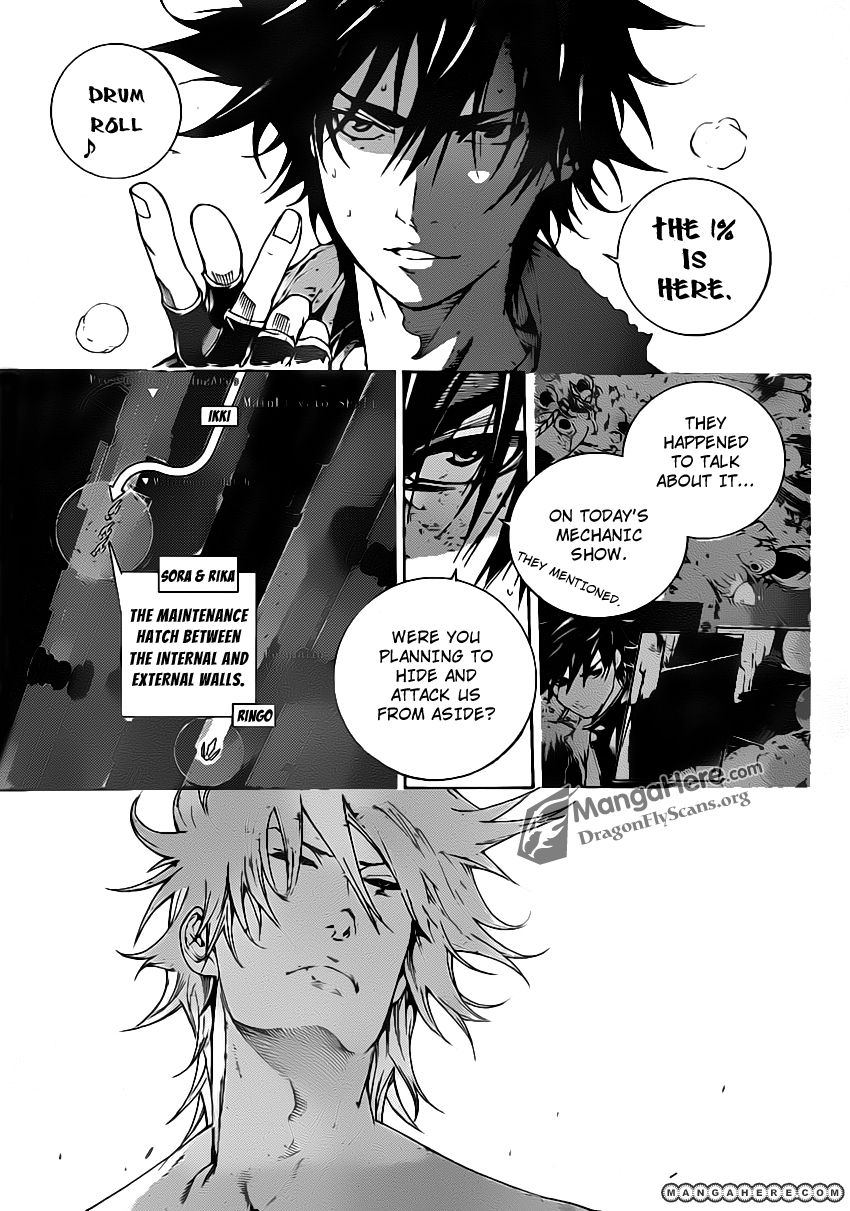 DRUM
ROLL
♪
THE 1%
IS
HERE.
THEY
HAPPENED
TO TALK
ABOUT IT...
ON TODAY'S
MECHANIC
SHOW.
THEY MENTIONED.
WERE YOU
PLANNING TO
HIDE AND
ATTACK US
FROM ASIDE?
IKKI
SORA & RIKA
THE MAINTENANCE
HATCH BETWEEN
THE INTERNAL AND
EXTERNAL WALLS.
RINGO
MangaHere.com
DragonFlyScans.org
MANGAHERE.COM